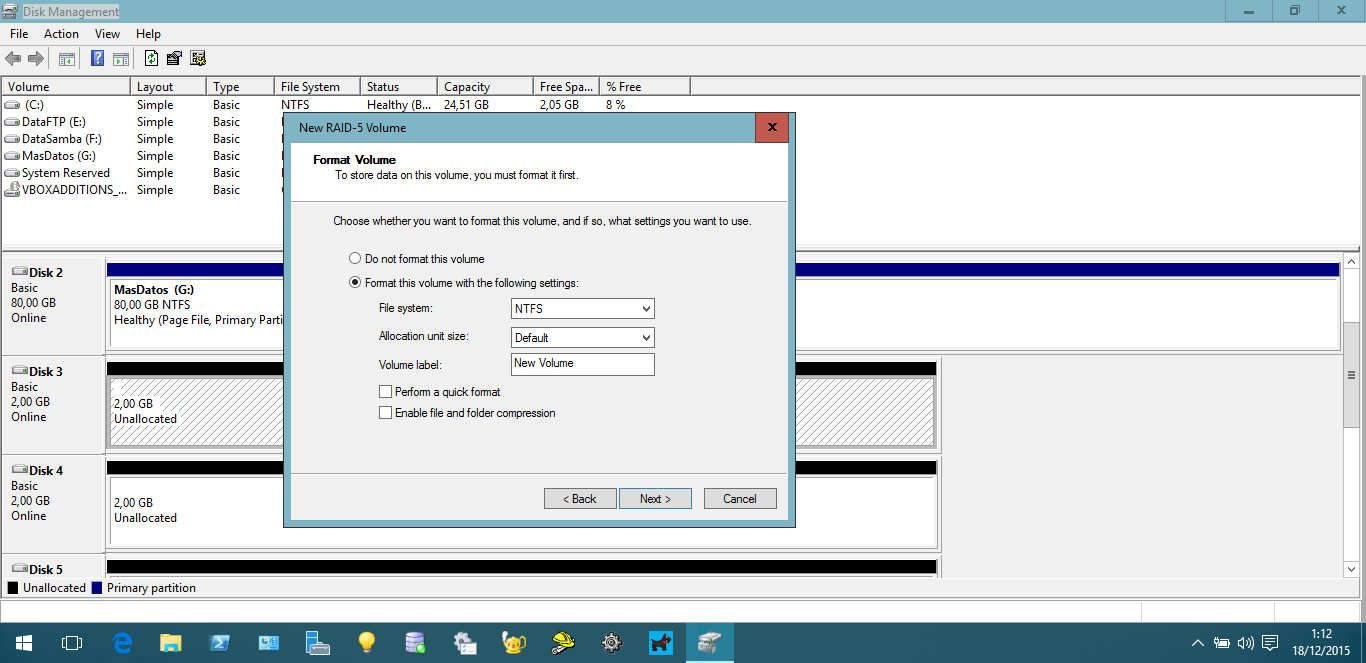 Disk Management
File Action View Help
Volume Layout Type File System Status Capacity Free Spa... % Free
(C:) Simple Basic NTFS Healthy (B... 24,51 GB 2,05 GB 8 %
DataFTP (E:) Simple Basic
DataSamba (F:) Simple Basic
MasDatos (G:) Simple Basic
System Reserved Simple Basic
VBOXADDITIONS_... Simple Basic
New RAID-5 Volume
Format Volume
To store data on this volume, you must format it first.
Choose whether you want to format this volume, and if so, what settings you want to use.
Do not format this volume
Format this volume with the following settings:
File system: NTFS
Allocation unit size: Default
Volume label: New Volume
Perform a quick format
Enable file and folder compression
< Back Next > Cancel
Disk 2
Basic
80,00 GB
Online
MasDatos (G:)
80,00 GB NTFS
Healthy (Page File, Primary Parti
Disk 3
Basic
2,00 GB
Online
2,00 GB
Unallocated
Disk 4
Basic
2,00 GB
Online
2,00 GB
Unallocated
Disk 5
Unallocated Primary partition
1:12
18/12/2015